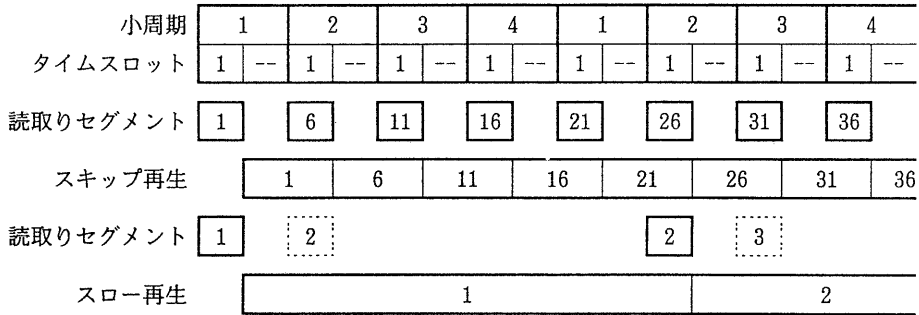 小周期 1 2 3 4 1 2 3 4
タイムスロット 1 -- 1 -- 1 -- 1 -- 1 -- 1 -- 1 -- 1 --
読取りセグメント 1 6 11 16 21 26 31 36
スキップ再生 1 6 11 16 21 26 31 36
読取りセグメント 1 2 2 3
スロー再生 1 2